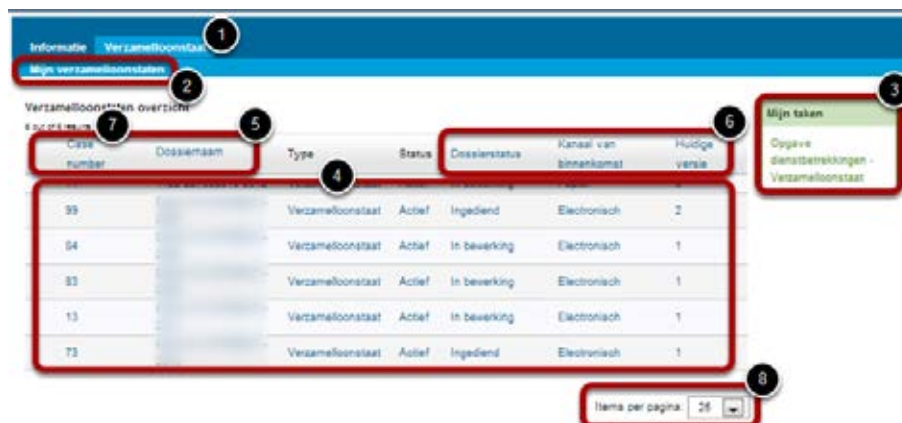 1
Informatie Verzamelloonstaat
Mijn verzamelloonstaten
2
3
Verzamelloonstaten overzicht
7
5
6
Mijn taken
Case number Dossiernaam Type Status Dossierstatus Kanaal van binnenkomst Huidige versie
Opgave
dienstbetrekkingen -
Verzamelloonstaat
4
99 Verzamelloonstaat Actief Ingediend Electronisch 2
84 Verzamelloonstaat Actief In bewerking Electronisch 1
83 Verzamelloonstaat Actief In bewerking Electronisch 1
13 Verzamelloonstaat Actief In bewerking Electronisch 1
73 Verzamelloonstaat Actief Ingediend Electronisch 1
8
Items per pagina: 25